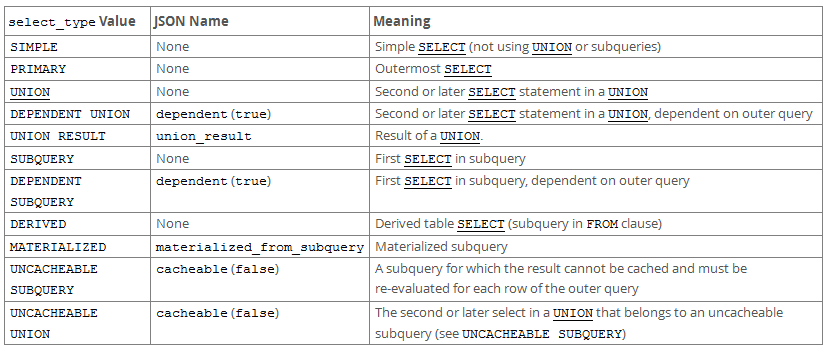 select_type Value JSON Name Meaning
SIMPLE None Simple SELECT (not using UNION or subqueries)
PRIMARY None Outermost SELECT
UNION None Second or later SELECT statement in a UNION
DEPENDENT UNION dependent (true) Second or later SELECT statement in a UNION, dependent on outer query
UNION RESULT union_result Result of a UNION.
SUBQUERY None First SELECT in subquery
DEPENDENT dependent (true) First SELECT in subquery, dependent on outer query
SUBQUERY
DERIVED None Derived table SELECT (subquery in FROM clause)
MATERIALIZED materialized_from_subquery Materialized subquery
UNCACHEABLE cacheable (false) A subquery for which the result cannot be cached and must be
SUBQUERY re-evaluated for each row of the outer query
UNCACHEABLE cacheable (false) The second or later select in a UNION that belongs to an uncacheable
UNION subquery (see UNCACHEABLE SUBQUERY)